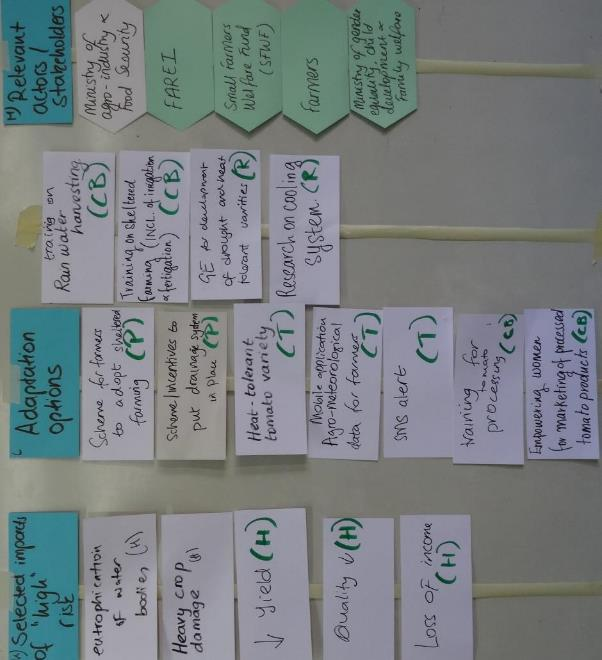 M) Relevant
actors/
stakeholders
Ministry of
agro-industry &
food security
FAREI
Small Farmers
Welfare Fund
(SFWF)
Farmers
Ministry of gender
equality, child
development &
Family welfare
training on
Rain water
harvesting
(CB)
Training on sheltered
farming (INCL. of irrigation
& fertigation) (CB)
GE to development
of drought and heat
tolerant varities (R)
Research on cooling
system (R)
L
Adaptation
options
Scheme for farmers
to adopt sheltered
farming (P)
Scheme/incentives to
put drainage system
in place (P)
Heat-tolerant
tomato variety
(T)
Mobile application
Agro-meteorological
data for farmers (T)
SMS alert (T)
training for
tomato
processing (CB)
Empowering women
for marketing of processed
tomato products (CB)
Selected impacts
of "high"
risk
eutrophication
of water
bodies (H)
Heavy crop
damage (H)
↓ Yield (H)
Quality ↓ (H)
Loss of income
(H)